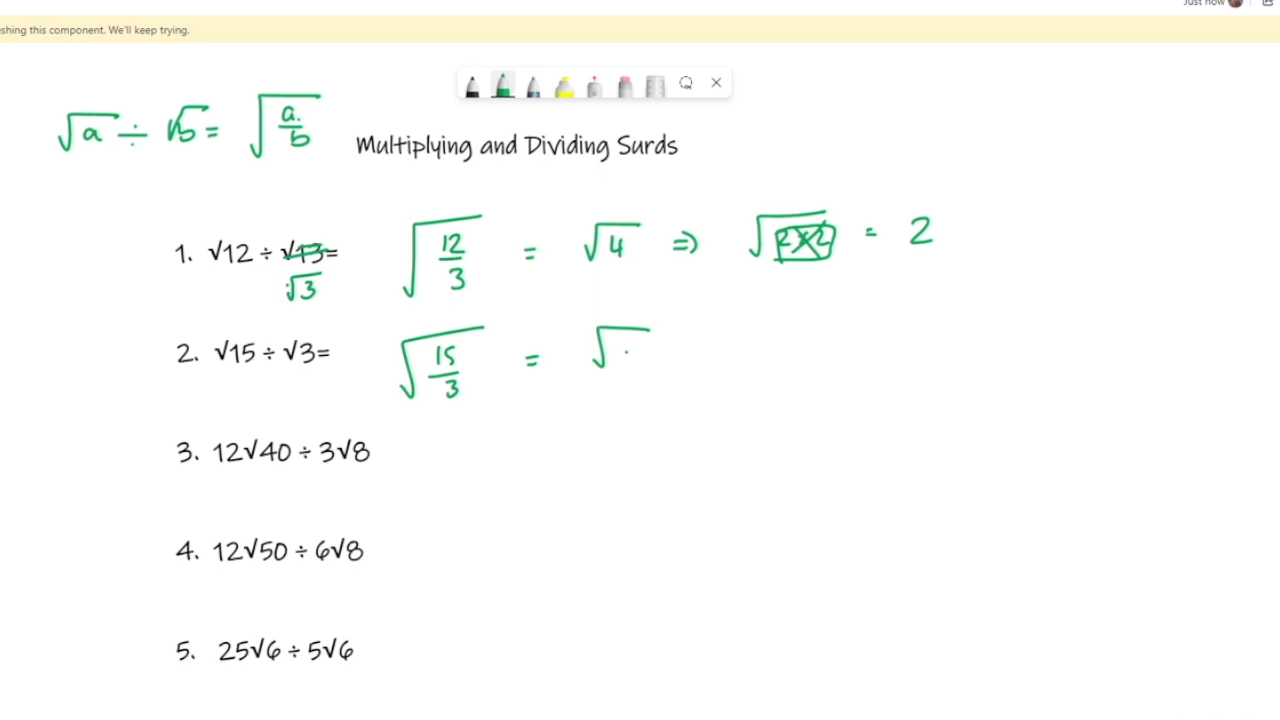 Just now
shing this component. We'll keep trying.
√a ÷ √b = √(a/b)
Multiplying and Dividing Surds
1. √12 ÷ √13=
√3
√(12/3) = √4 ⇒ √(2×2) = 2
2. √15 ÷ √3=
√(15/3) = √
3. 12√40 ÷ 3√8
4. 12√50 ÷ 6√8
5. 25√6 ÷ 5√6